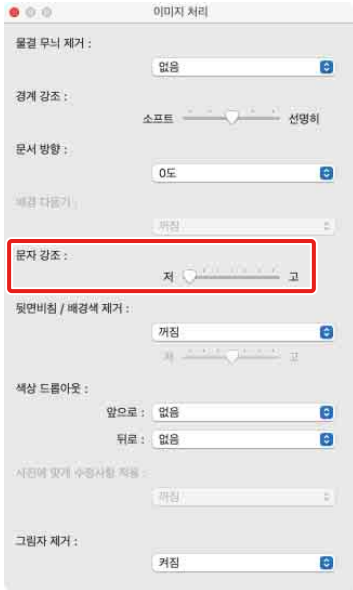 이미지 처리
물결 무늬 제거 :
없음
경계 강조 :
소프트 선명히
문서 방향 :
0도
배경 다듬기 :
꺼짐
문자 강조 :
저 고
뒷면비침 / 배경색 제거 :
꺼짐
저 고
색상 드롭아웃 :
앞으로 : 없음
뒤로 : 없음
사전에 맞게 수정사항 적용 :
꺼짐
그림자 제거 :
켜짐